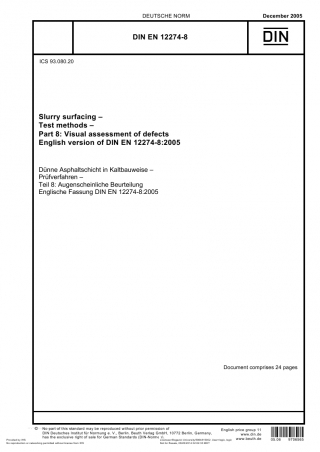 DEUTSCHE NORM
December 2005
DIN EN 12274-8
DIN
ICS 93.080.20
Slurry surfacing –
Test methods –
Part 8: Visual assessment of defects
English version of DIN EN 12274-8:2005
Dünne Asphaltschicht in Kaltbauweise –
Prüfverfahren –
Teil 8: Augenscheinliche Beurteilung
Englische Fassung DIN EN 12274-8:2005
Document comprises 24 pages
© No part of this standard may be reproduced without prior permission of
DIN Deutsches Institut für Normung e. V., Berlin. Beuth Verlag GmbH, 10772 Berlin, Germany,
has the exclusive right of sale for German Standards (DIN-Normen).
English price group 11
www.din.de
www.beuth.de